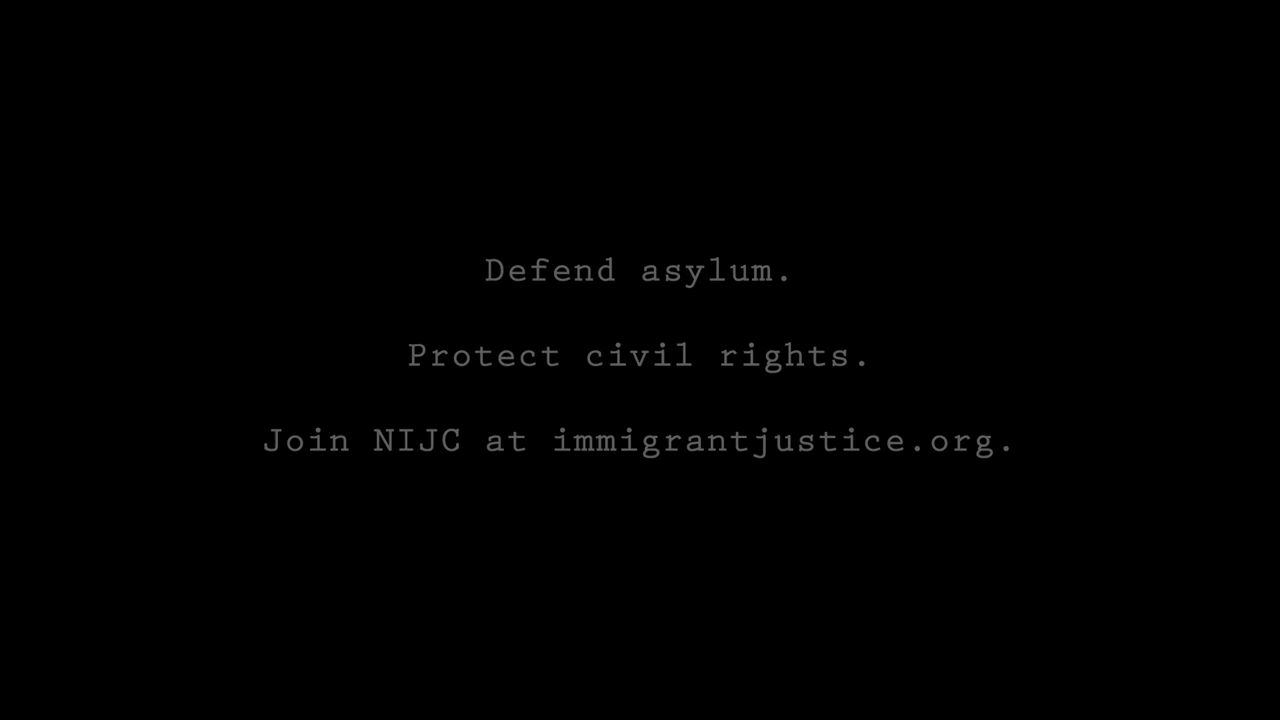 Defend asylum.
Protect civil rights.
Join NIJC at immigrantjustice.org.